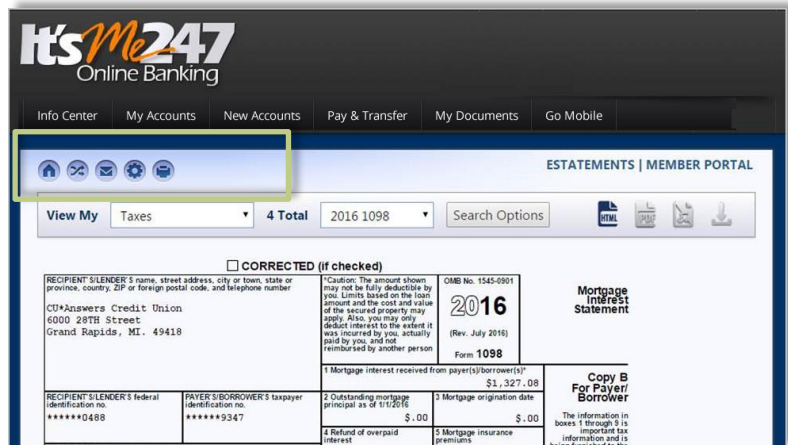 It'sMe247
Online Banking
Info Center My Accounts New Accounts Pay & Transfer My Documents Go Mobile
ESTATEMENTS | MEMBER PORTAL
View My Taxes 4 Total 2016 1098 Search Options HTML
CORRECTED (if checked)
RECIPIENT'S/LENDER'S name, street address, city or town, state or
province, country, ZIP or foreign postal code, and telephone number
CU*Answers Credit Union
6000 28TH Street
Grand Rapids, MI. 49418
*Caution: The amount shown
may not be fully deductible by
you. Limits based on the loan
amount and the cost and value
of the secured property may
apply. Also, you may only
deduct interest to the extent it
was incurred by you, actually
paid by you, and not
reimbursed by another person
OMB No. 1545-0901
2016
(Rev. July 2016)
Form 1098
Mortgage
Interest
Statement
1 Mortgage interest received from payer(s)/borrower(s)*
$1,327.08
Copy B
For Payer/
Borrower
RECIPIENT'S/LENDER'S federal
identification no.
******0488
PAYER'S/BORROWER'S taxpayer
identification no.
******9347
2 Outstanding mortgage
principal as of 1/1/2016
$.00
3 Mortgage origination date
$.00
The information in
boxes 1 through 9 is
important tax
information and is
4 Refund of overpaid
interest
5 Mortgage insurance
premiums